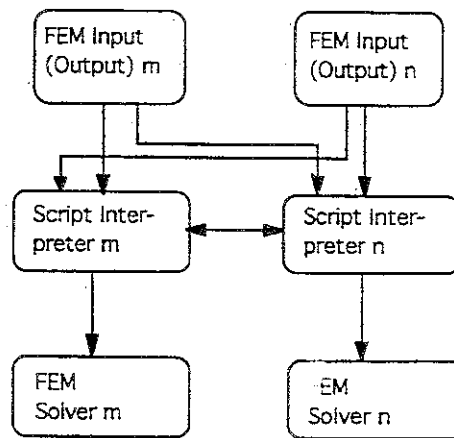 FEM Input
(Output) m
FEM Input
(Output) n
Script Inter-
preter m
Script Inter-
preter n
FEM
Solver m
EM
Solver n